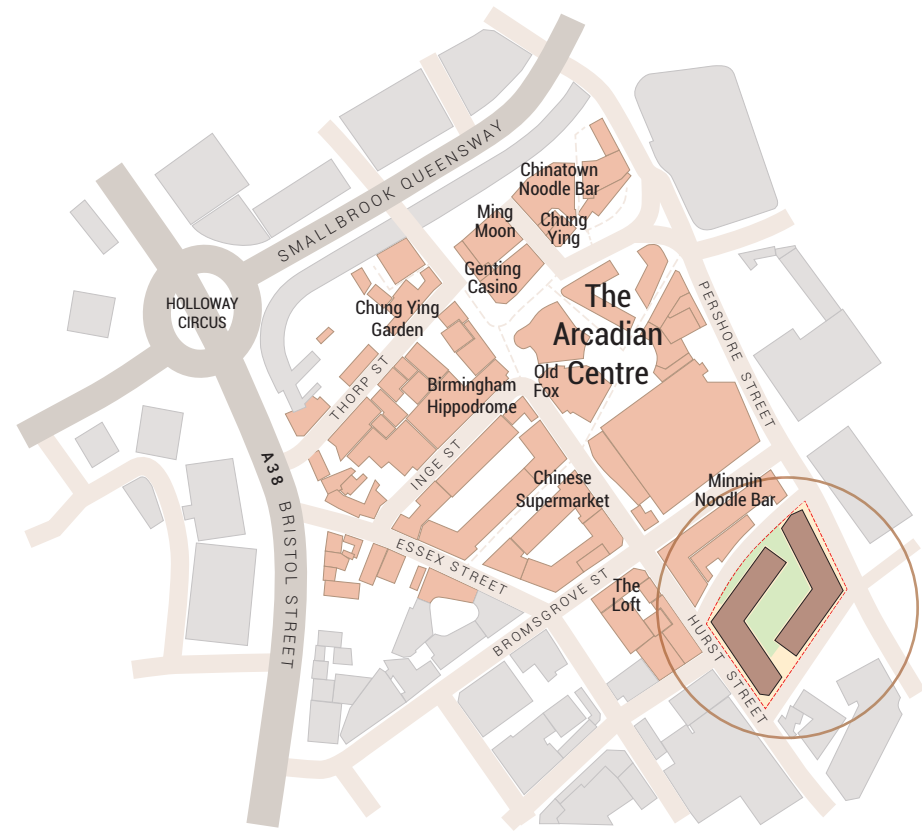 SMALLBROOK QUEENSWAY
Chinatown
Noodle Bar
Ming
Moon
Chung
Ying
Genting
Casino
HOLLOWAY
CIRCUS
Chung Ying
Garden
The
Arcadian
Centre
PERSHORE STREET
THORP ST
Birmingham
Hippodrome
Old
Fox
A38 BRISTOL STREET
INGE ST
Chinese
Supermarket
Minmin
Noodle Bar
ESSEX STREET
BROMSGROVE ST
The
Loft
HURST STREET